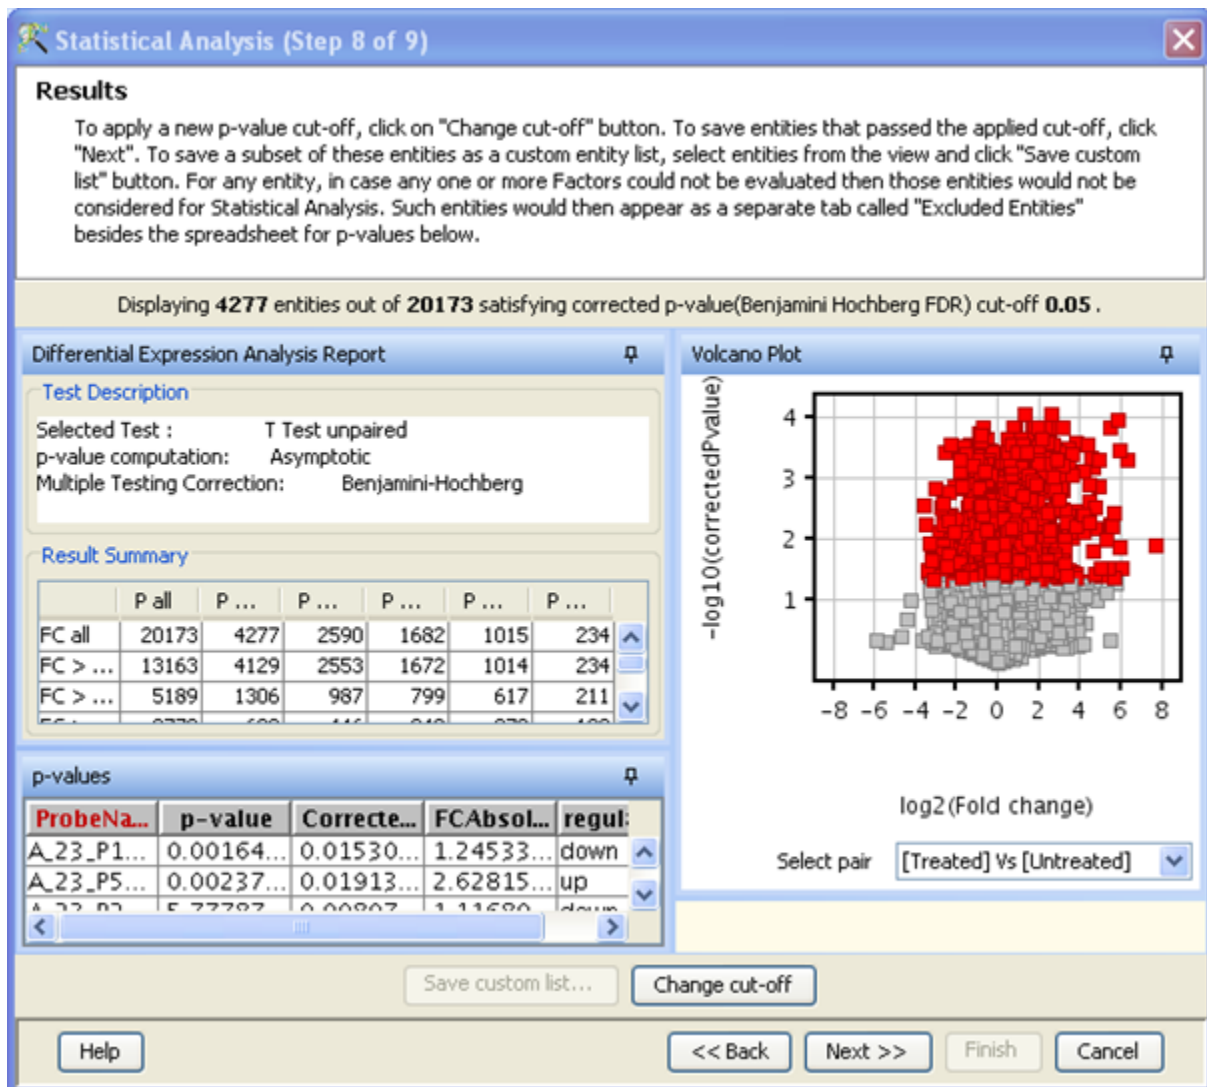 Statistical Analysis (Step 8 of 9)
Results
To apply a new p-value cut-off, click on "Change cut-off" button. To save entities that passed the applied cut-off, click
"Next". To save a subset of these entities as a custom entity list, select entities from the view and click "Save custom
list" button. For any entity, in case any one or more Factors could not be evaluated then those entities would not be
considered for Statistical Analysis. Such entities would then appear as a separate tab called "Excluded Entities"
besides the spreadsheet for p-values below.
Displaying 4277 entities out of 20173 satisfying corrected p-value(Benjamini Hochberg FDR) cut-off 0.05 .
Differential Expression Analysis Report
Test Description
Selected Test : T Test unpaired
p-value computation: Asymptotic
Multiple Testing Correction: Benjamini-Hochberg
Result Summary
P all P ... P ... P ... P ... P ...
FC all 20173 4277 2590 1682 1015 234
FC > ... 13163 4129 2553 1672 1014 234
FC > ... 5189 1306 987 799 617 211
p-values
ProbeNa... p-value Correcte... FCAbsol... regul
A_23_P1... 0.00164... 0.01530... 1.24533... down
A_23_P5... 0.00237... 0.01913... 2.62815... up
Volcano Plot
-log10(correctedPvalue)
4
3
2
1
-8 -6 -4 -2 0 2 4 6 8
log2(Fold change)
Select pair [Treated] Vs [Untreated]
Save custom list... Change cut-off
Help << Back Next >> Finish Cancel